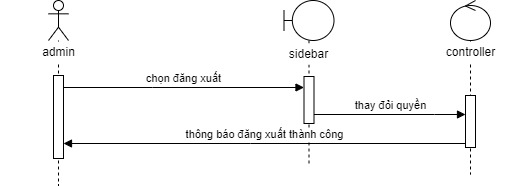 admin
sidebar
controller
chọn đăng xuất
thay đổi quyền
thông báo đăng xuất thành công